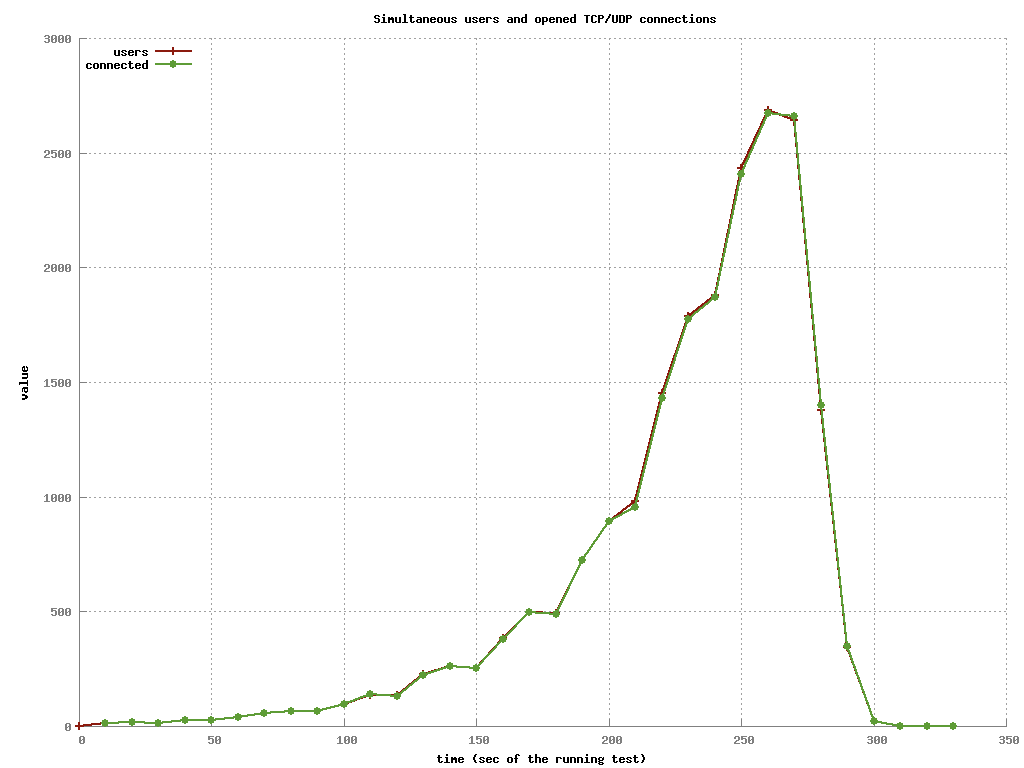 Simultaneous users and opened TCP/UDP connections
3000
users
connected
2500
2000
value
1500
1000
500
0
0 50 100 150 200 250 300 350
time (sec of the running test)